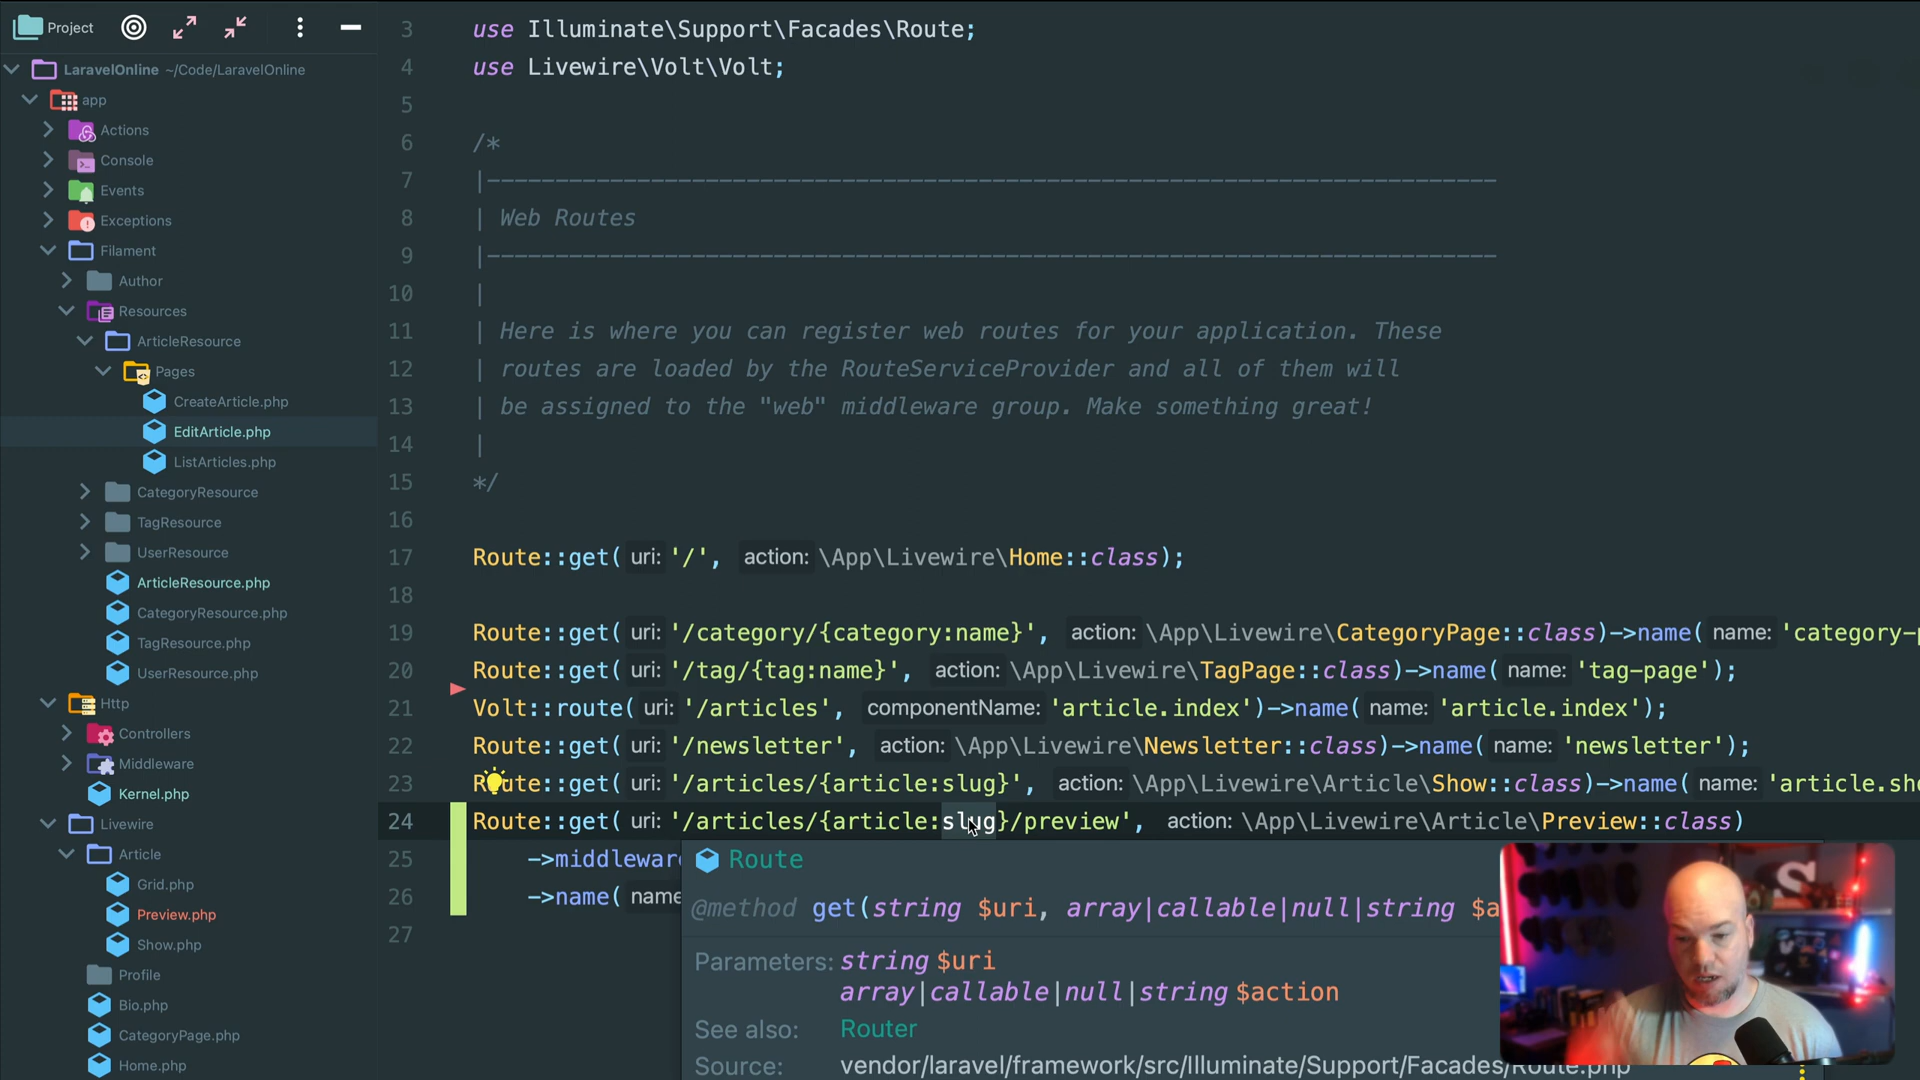 Project
LaravelOnline ~/Code/LaravelOnline
app
Actions
Console
Events
Exceptions
Filament
Author
Resources
ArticleResource
Pages
CreateArticle.php
EditArticle.php
ListArticles.php
CategoryResource
TagResource
UserResource
ArticleResource.php
CategoryResource.php
TagResource.php
UserResource.php
Http
Controllers
Middleware
Kernel.php
Livewire
Article
Grid.php
Preview.php
Show.php
Profile
Bio.php
CategoryPage.php
Home.php
3 use Illuminate\Support\Facades\Route;
4 use Livewire\Volt\Volt;
5
6 /*
7 |--------------------------------------------------------------------------
8 | Web Routes
9 |--------------------------------------------------------------------------
10 |
11 | Here is where you can register web routes for your application. These
12 | routes are loaded by the RouteServiceProvider and all of them will
13 | be assigned to the "web" middleware group. Make something great!
14 |
15 */
16
17 Route::get( uri: '/', action: \App\Livewire\Home::class);
18
19 Route::get( uri: '/category/{category:name}', action: \App\Livewire\CategoryPage::class)->name( name: 'category-p
20 Route::get( uri: '/tag/{tag:name}', action: \App\Livewire\TagPage::class)->name( name: 'tag-page');
21 Volt::route( uri: '/articles', componentName: 'article.index')->name( name: 'article.index');
22 Route::get( uri: '/newsletter', action: \App\Livewire\Newsletter::class)->name( name: 'newsletter');
23 Route::get( uri: '/articles/{article:slug}', action: \App\Livewire\Article\Show::class)->name( name: 'article.sho
24 Route::get( uri: '/articles/{article:slug}/preview', action: \App\Livewire\Article\Preview::class)
25 ->middleware
26 ->name( name
27
Route
@method get(string $uri, array|callable|null|string $a
Parameters: string $uri
array|callable|null|string $action
See also: Router
Source: vendor/laravel/framework/src/Illuminate/Support/Facades/Route.php